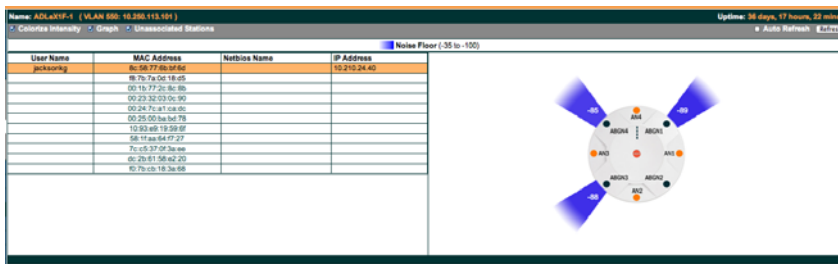 Name: ADLaX1F-1 ( VLAN 550: 10.250.113.101 )
Uptime: 36 days, 17 hours, 22 min
Colorize Intensity Graph Unassociated Stations
Auto Refresh Refres
Noise Floor (-35 to -100)
User Name MAC Address Netbios Name IP Address
jacksonkg 8c:58:77:6b:bf:6d 10.210.24.40
f8:7b:7a:0d:18:d5
00:1b:77:2c:8c:8b
00:23:32:03:0c:90
00:24:7c:a1:ca:dc
00:25:00:ba:bd:78
10:93:e9:19:59:6f
58:1f:aa:64:f7:27
7c:c5:37:0f:3a:ee
dc:2b:61:58:e2:20
f0:7b:cb:18:3a:68
-85 AN4 -89
ABGN4 ABGN1
AN3 AN1
ABGN3 ABGN2
-86 AN2